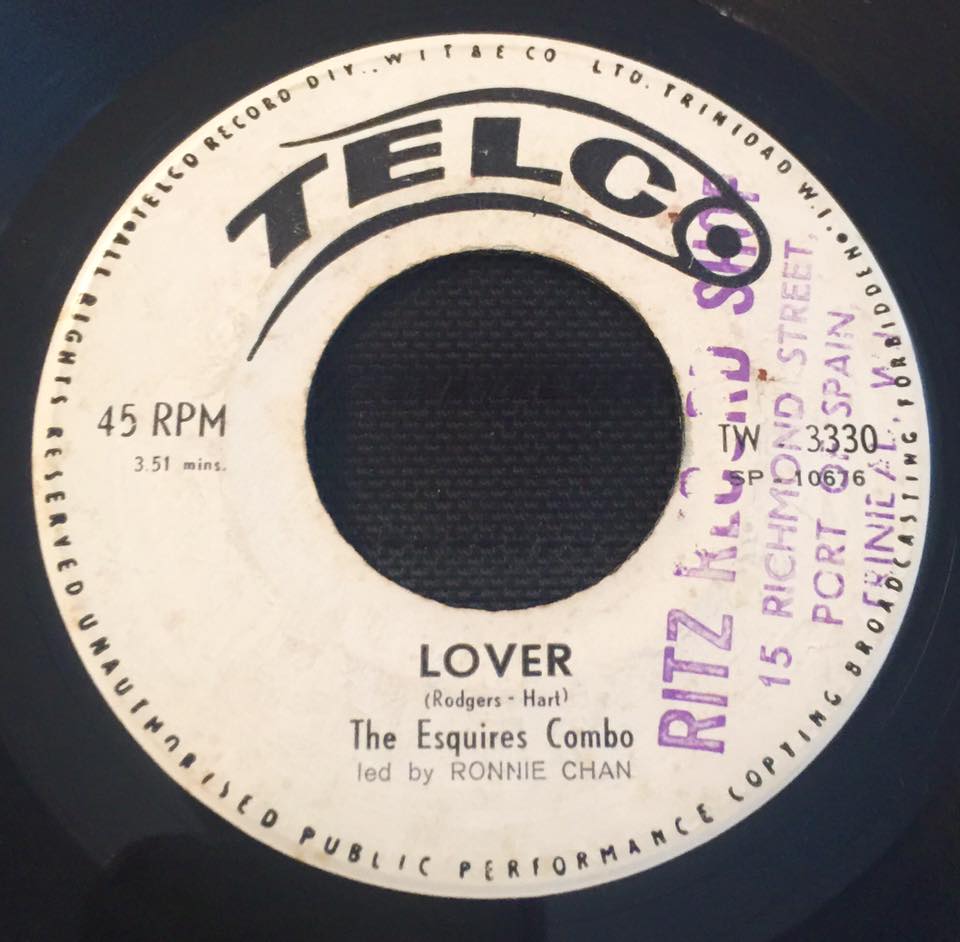 TELCO RECORD DIV.. WIT & E CO LTD. TRINIDAD W.I. • FORBIDDEN
TELCO
45 RPM
3.51 mins.
TW - 3330
SP - 10676
LOVER
(Rodgers - Hart)
The Esquires Combo
led by RONNIE CHAN
ALL RIGHTS RESERVED UNAUTHORISED PUBLIC PERFORMANCE COPYING BROADCASTING
RITZ RECORD SHOP
15 RICHMOND STREET,
PORT OF SPAIN